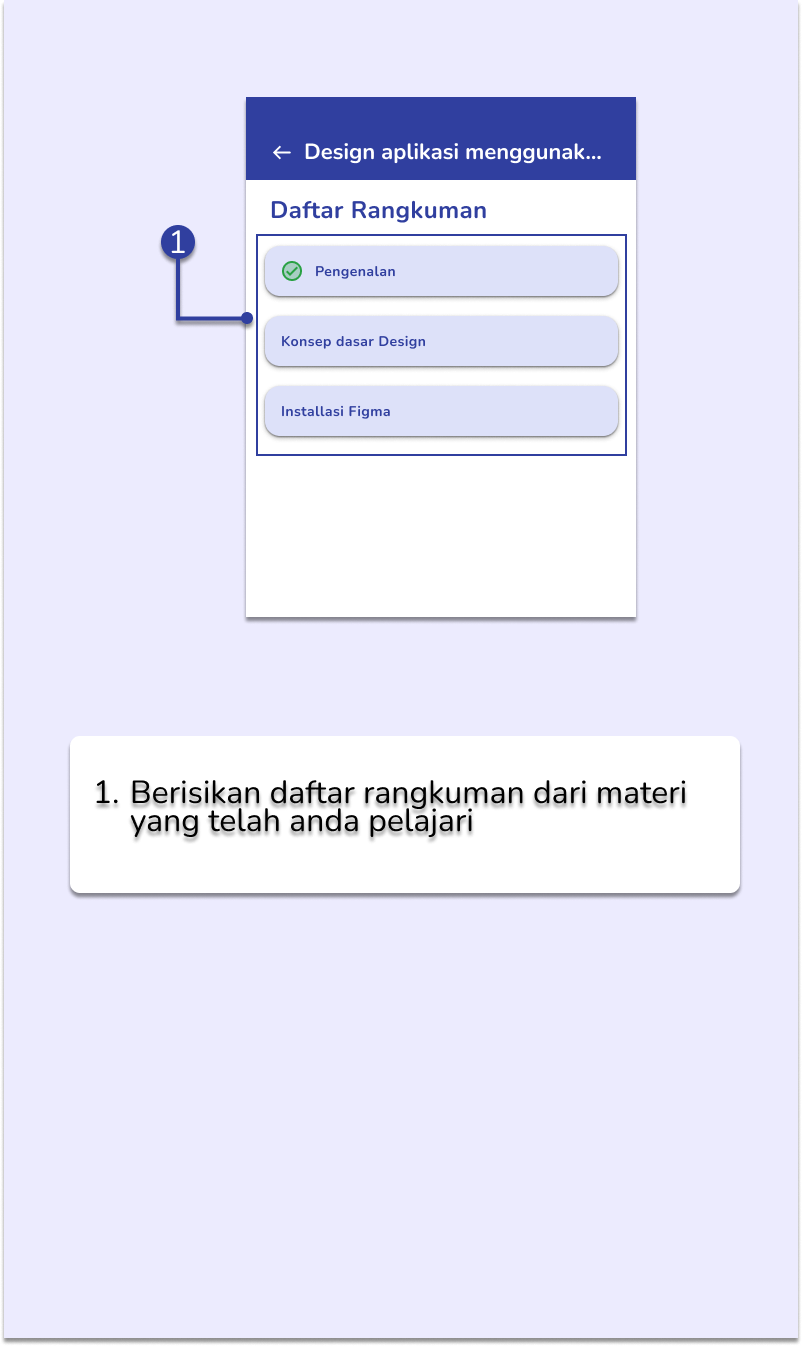 Design aplikasi menggunak...
Daftar Rangkuman
1
Pengenalan
Konsep dasar Design
Installasi Figma
1. Berisikan daftar rangkuman dari materi
yang telah anda pelajari